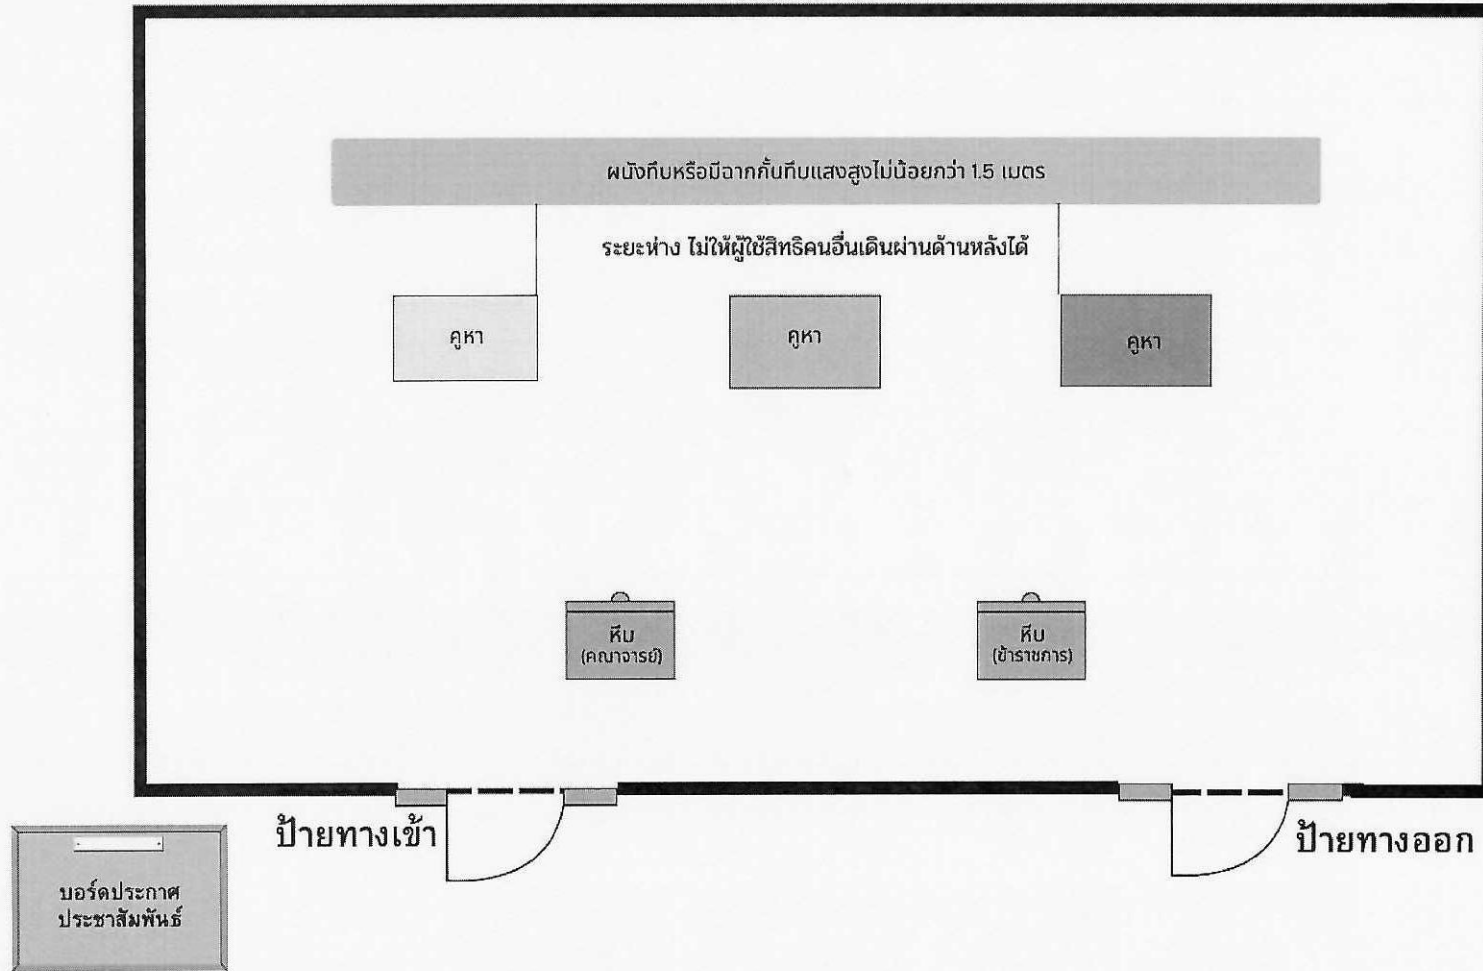 ผนังทึบหรือมีฉากกั้นทึบแสงสูงไม่น้อยกว่า 1.5 เมตร
ระยะห่าง ไม่ให้ผู้ใช้สิทธิคนอื่นเดินผ่านด้านหลังได้
คูหา
คูหา
คูหา
หีบ
(คณาจารย์)
หีบ
(ข้าราชการ)
ป้ายทางเข้า
ป้ายทางออก
บอร์ดประกาศ
ประชาสัมพันธ์